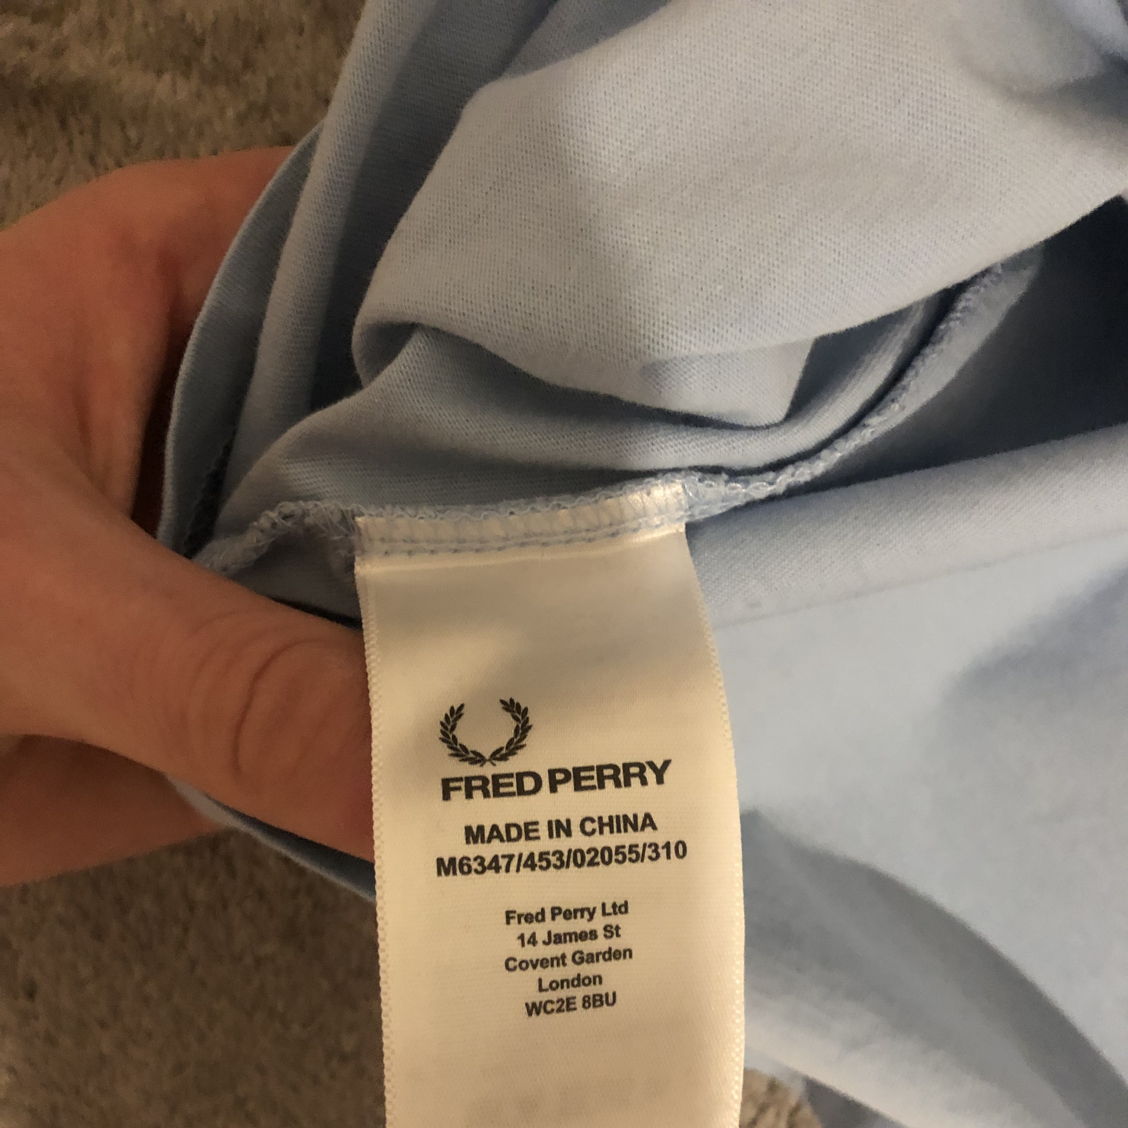 FRED PERRY
MADE IN CHINA
M6347/453/02055/310
Fred Perry Ltd
14 James St
Covent Garden
London
WC2E 8BU